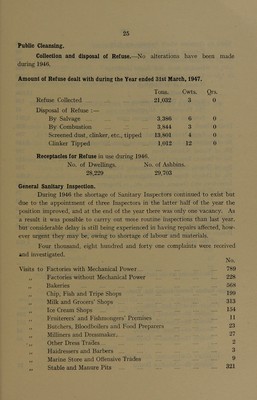 25
Public Cleansing.
Collection and disposal of Refuse.—No alterations have been made
during 1946.
Amount of Refuse dealt with during the Year ended 31st March, 1947.
Tons. Cwts. Qrs.
Refuse Collected 21,032 3 0
Disposal of Refuse :—
By Salvage 3,386 6 0
By Combustion 3,944 3 0
Screened dust, clinker, etc., tipped 13,801 4 0
Clinker Tipped 1,012 12 0
Receptacles for Refuse in use during 1946.
No. of Dwellings. No. of Ashbins.
28,229 29,703
General Sanitary Inspection.
During 1946 the shortage of Sanitary Inspectors continued to exist but
due to the appointment of three Inspectors in the latter half of the year the
position improved, and at the end of the year there was only one vacancy. As
a result it was possible to carry out more routine inspections than last year,
but considerable delay is still being experienced in having repairs affected, how-
ever urgent they may be, owing to shortage of labour and materials.
Four thousand, eight hundred and forty one complaints were received
and investigated.
No.
Visits to Factories with Mechanical Power 789
„ Factories without Mechanical Power 228
„ Bakeries 568
„ Chip, Fish and Tripe Shops 199
„ Milk and Grocers' Shops 313
„ Ice Cream Shops 134
„ Fruiterers' and Fishmongers' Premises 11
„ Butchers, Bloodboilers and Food Preparers 23
„ Milliners and Dressmaker 27
„ Other Dress Trades 2
„ Hairdressers and Barbers 3
„ Marine Store and Offensive Trades 9
„ Stable and Manure Pits 321